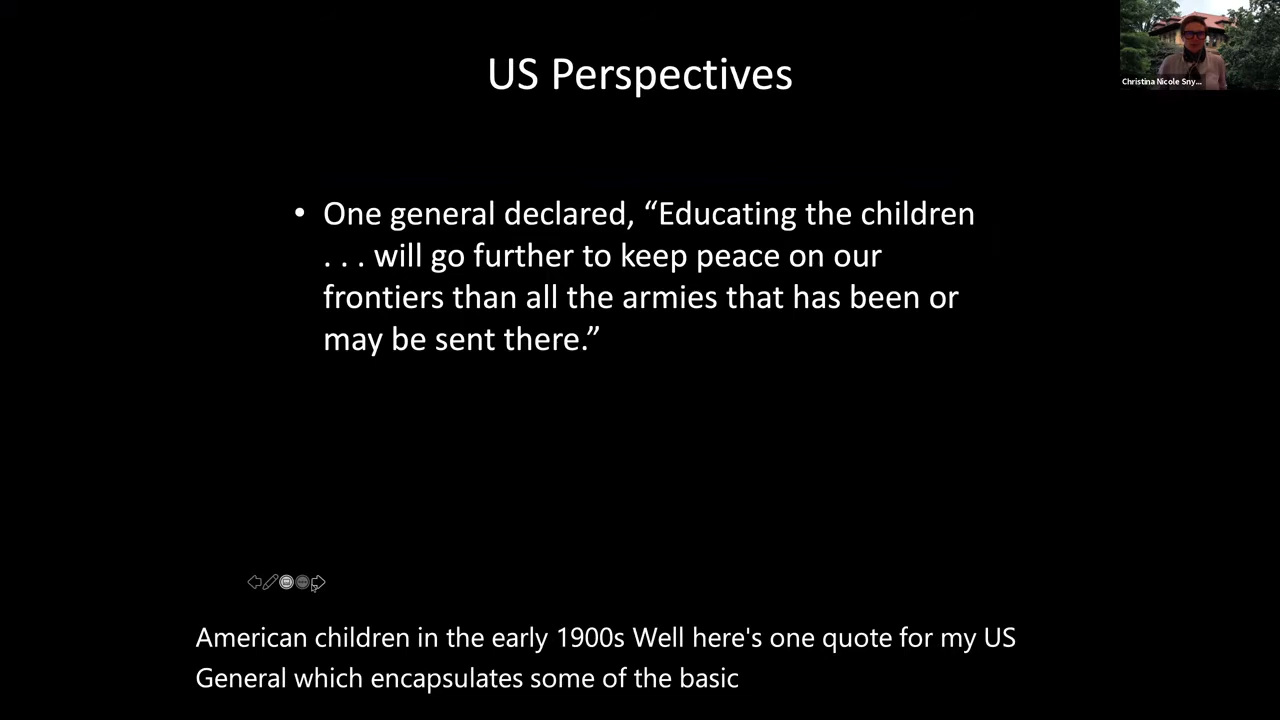 US Perspectives
Christina Nicole Sny...
• One general declared, “Educating the children
. . . will go further to keep peace on our
frontiers than all the armies that has been or
may be sent there.”
American children in the early 1900s Well here's one quote for my US
General which encapsulates some of the basic